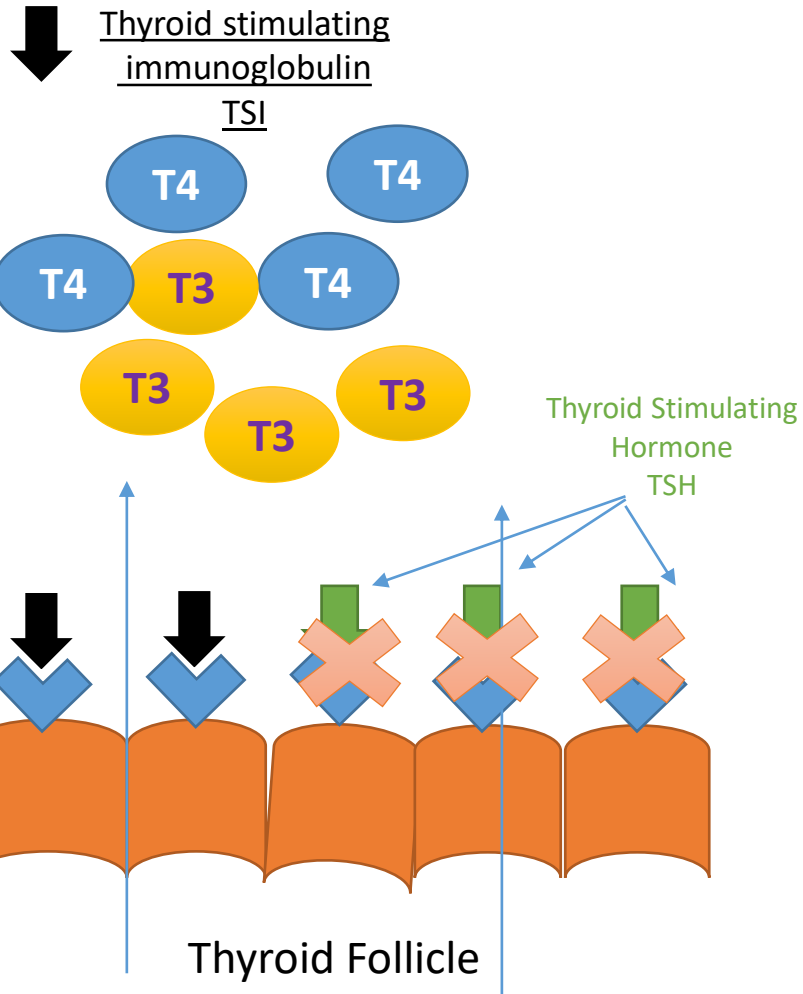 Thyroid stimulating
immunoglobulin
TSI
T4
T4
T4
T3
T4
T3
T3
T3
Thyroid Stimulating
Hormone
TSH
Thyroid Follicle